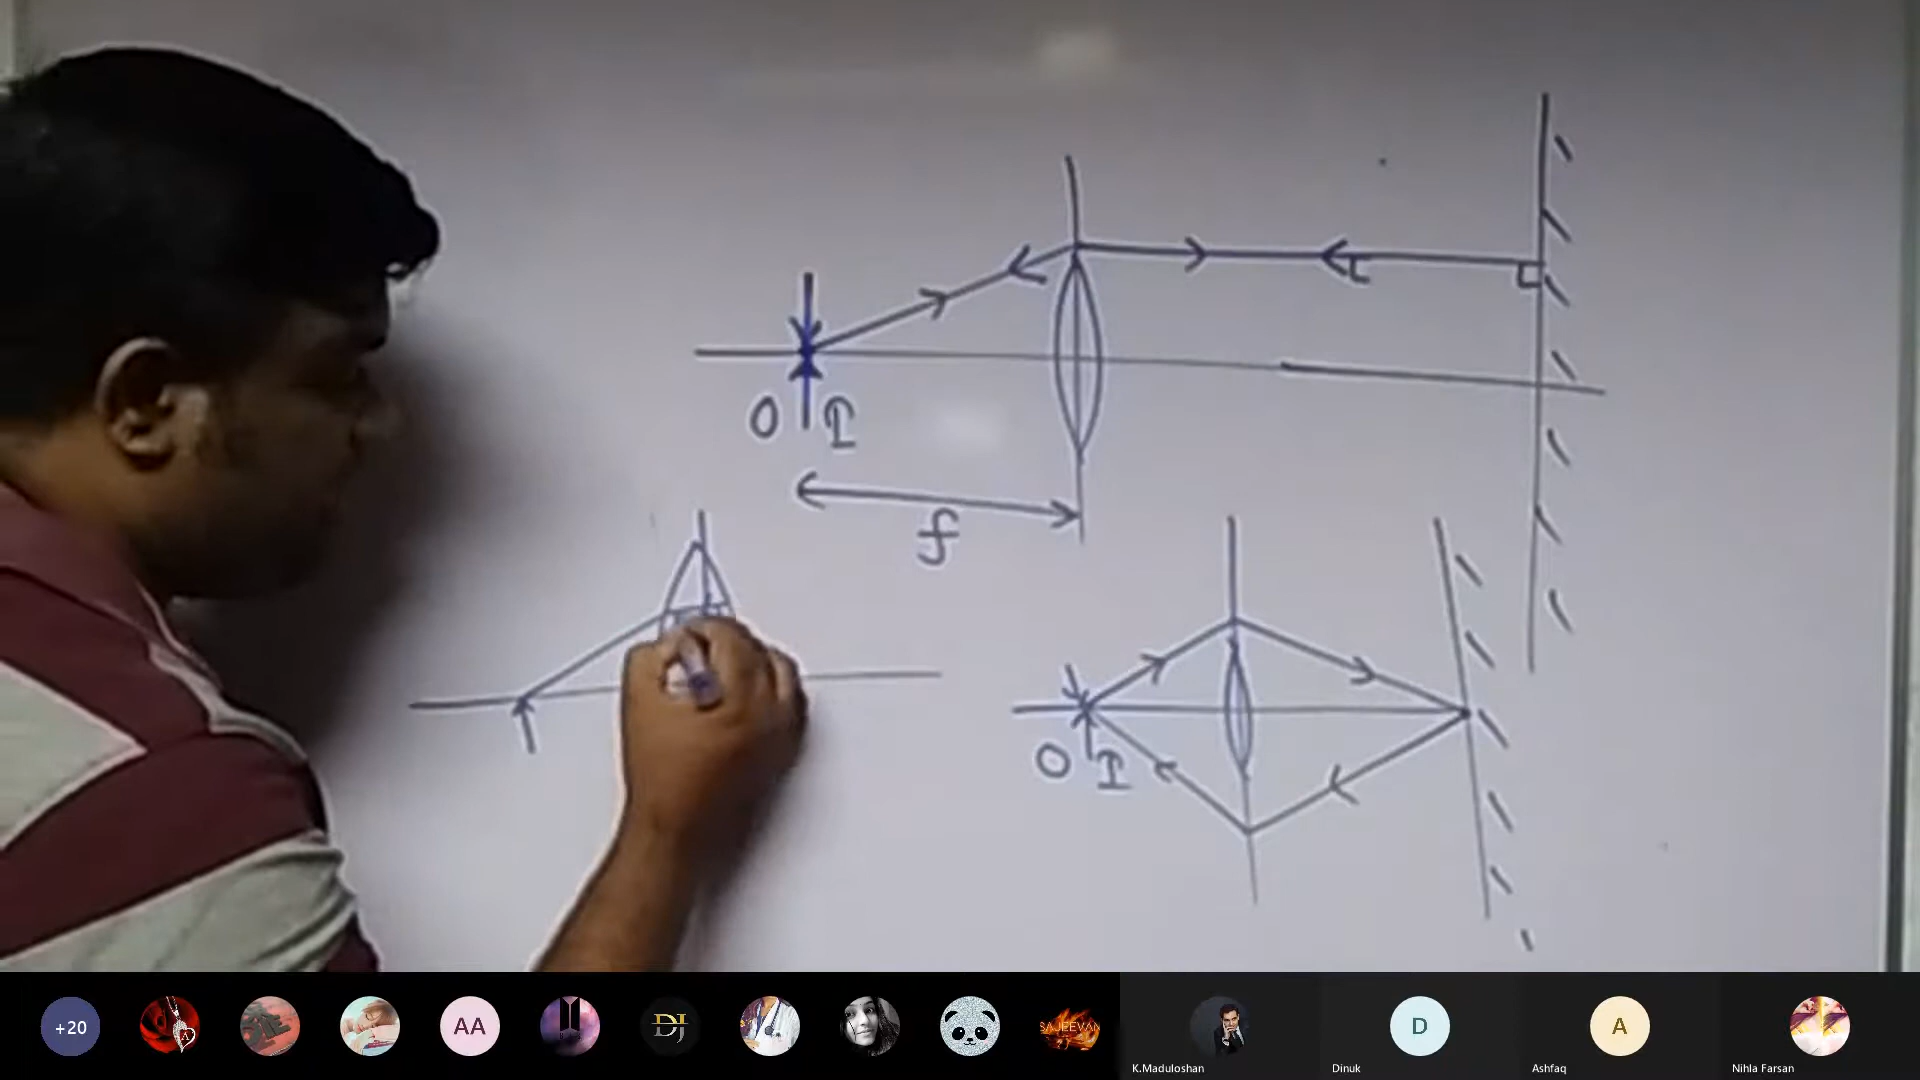 O I
f
O I
+20
A
AA
DJ
SAJEEVAN
D
A
K.Maduloshan
Dinuk
Ashfaq
Nihla Farsan